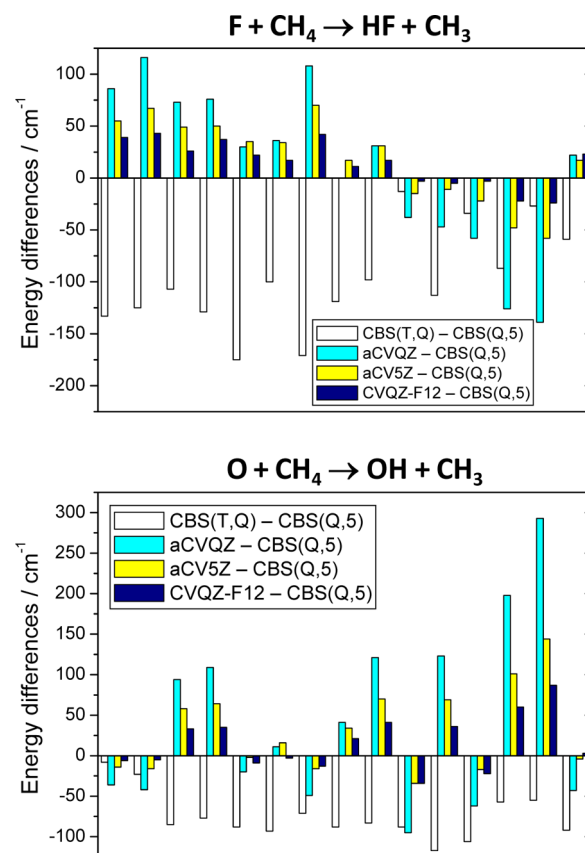 F + CH₄ → HF + CH₃
Energy differences / cm⁻¹
100
50
0
-50
-100
-150
-200
CBS(T,Q) – CBS(Q,5)
aCVQZ – CBS(Q,5)
aCV5Z – CBS(Q,5)
CVQZ-F12 – CBS(Q,5)
O + CH₄ → OH + CH₃
Energy differences / cm⁻¹
300
250
200
150
100
50
0
-50
-100
CBS(T,Q) – CBS(Q,5)
aCVQZ – CBS(Q,5)
aCV5Z – CBS(Q,5)
CVQZ-F12 – CBS(Q,5)